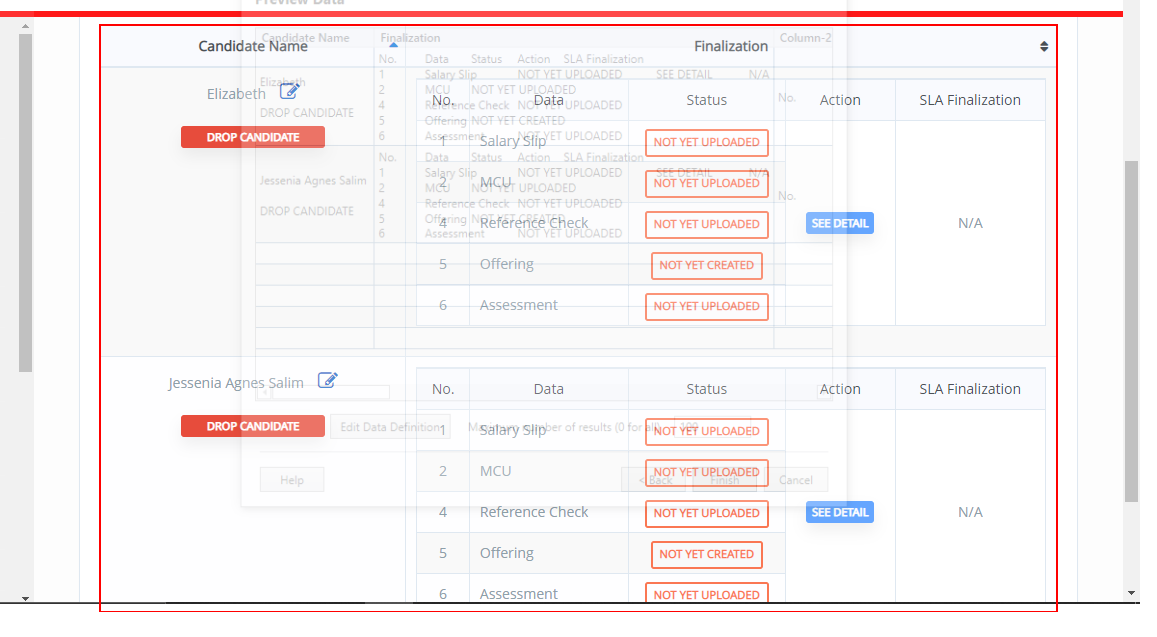 Preview Data
Candidate Name Finalization
Candidate Name Finalization Column-2
No. Data Status Action SLA Finalization
1 Salary Slip NOT YET UPLOADED SEE DETAIL N/A
2 MCU NOT YET UPLOADED
4 Reference Check NOT YET UPLOADED
5 Offering NOT YET CREATED
6 Assessment NOT YET UPLOADED
Elizabeth
DROP CANDIDATE
No.
No. Data Status Action SLA Finalization
1 Salary Slip NOT YET UPLOADED SEE DETAIL N/A
2 MCU NOT YET UPLOADED
4 Reference Check NOT YET UPLOADED
5 Offering NOT YET CREATED
6 Assessment NOT YET UPLOADED
Jessenia Agnes Salim
DROP CANDIDATE
No.
Elizabeth
DROP CANDIDATE
No. Data Status Action SLA Finalization
1 Salary Slip NOT YET UPLOADED
2 MCU NOT YET UPLOADED
4 Reference Check NOT YET UPLOADED SEE DETAIL N/A
5 Offering NOT YET CREATED
6 Assessment NOT YET UPLOADED
Jessenia Agnes Salim
DROP CANDIDATE
No. Data Status Action SLA Finalization
1 Salary Slip NOT YET UPLOADED
2 MCU NOT YET UPLOADED
4 Reference Check NOT YET UPLOADED SEE DETAIL N/A
5 Offering NOT YET CREATED
6 Assessment NOT YET UPLOADED
Edit Data Definition Maximum number of results (0 for all) 100
Help < Back Finish Cancel